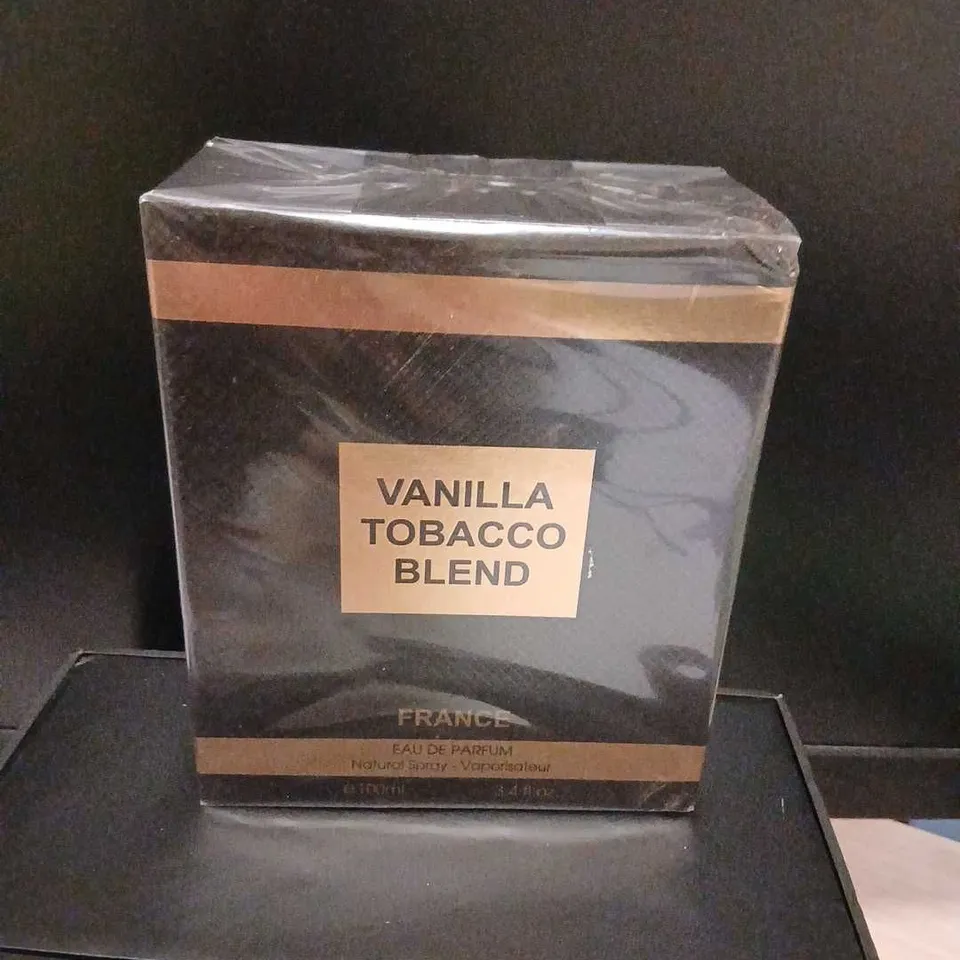 VANILLA
TOBACCO
BLEND
FRANCE
EAU DE PARFUM
Natural Spray - Vaporisateur
e 100ml 3.4 fl.oz